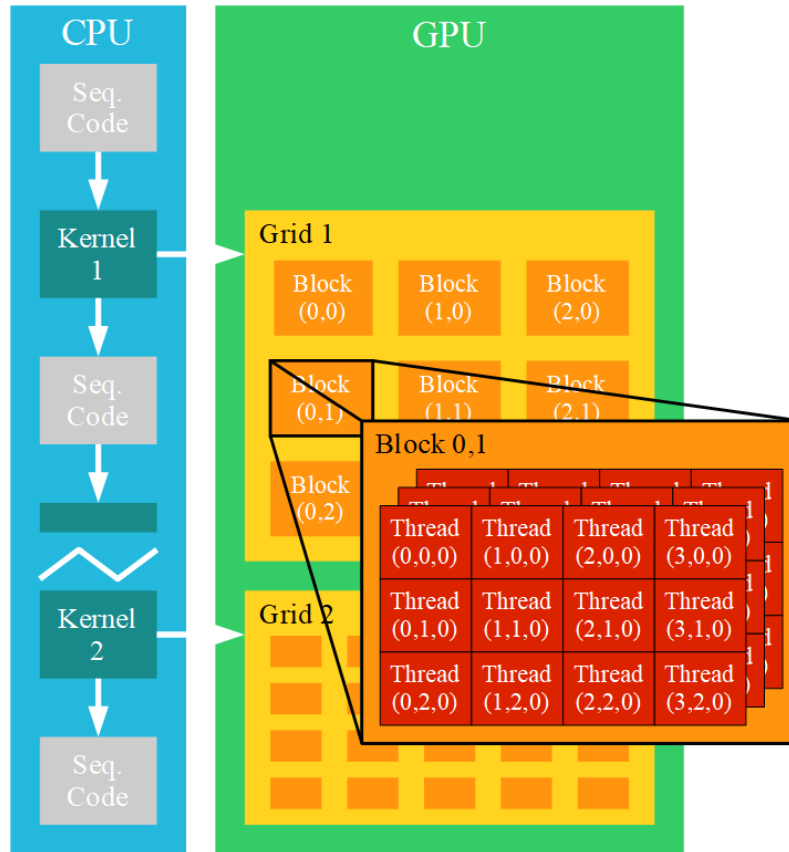 CPU
GPU
Seq.
Code
Kernel
1
Seq.
Code
Kernel
2
Seq.
Code
Grid 1
Block
(0,0)
Block
(1,0)
Block
(2,0)
Block
(0,1)
Block
(1,1)
Block
(2,1)
Block
(0,2)
Block 0,1
Thread
(0,0,0)
Thread
(1,0,0)
Thread
(2,0,0)
Thread
(3,0,0)
Thread
(0,1,0)
Thread
(1,1,0)
Thread
(2,1,0)
Thread
(3,1,0)
Thread
(0,2,0)
Thread
(1,2,0)
Thread
(2,2,0)
Thread
(3,2,0)
Grid 2